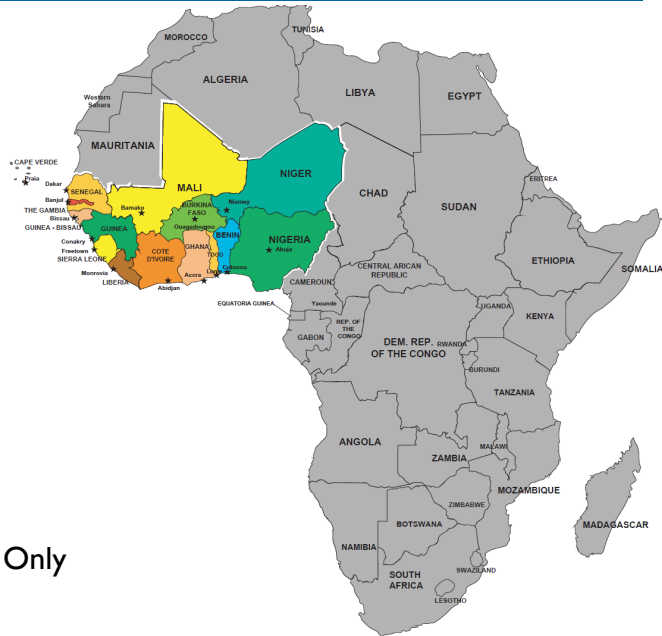 TUNISIA
MOROCCO
ALGERIA
LIBYA
EGYPT
Western
Sahara
MAURITANIA
CAPE VERDE
Praia
Dakar
SENEGAL
MALI
NIGER
CHAD
SUDAN
ERITREA
Banjul
THE GAMBIA
Bissau
GUINEA - BISSAU
Bamako
BURKINA
FASO
Niamey
Ouagadougou
GUINEA
BENIN
NIGERIA
Abuja
Conakry
Freetown
SIERRA LEONE
COTE
D'IVOIRE
GHANA
TOGO
ETHIOPIA
SOMALIA
Monrovia
LIBERIA
Abidjan
Accra
Lome
Cotonou
CENTRAL ARICAN
REPUBLIC
CAMEROUN
EQUATORIA GUINEA
Yaounde
UGANDA
KENYA
GABON
REP. OF
THE
CONGO
DEM. REP.
OF THE CONGO
RWANDA
BURUNDI
TANZANIA
ANGOLA
ZAMBIA
MALAWI
MOZAMBIQUE
ZIMBABWE
MADAGASCAR
BOTSWANA
NAMIBIA
SOUTH
AFRICA
SWAZILAND
LESOTHO
Only